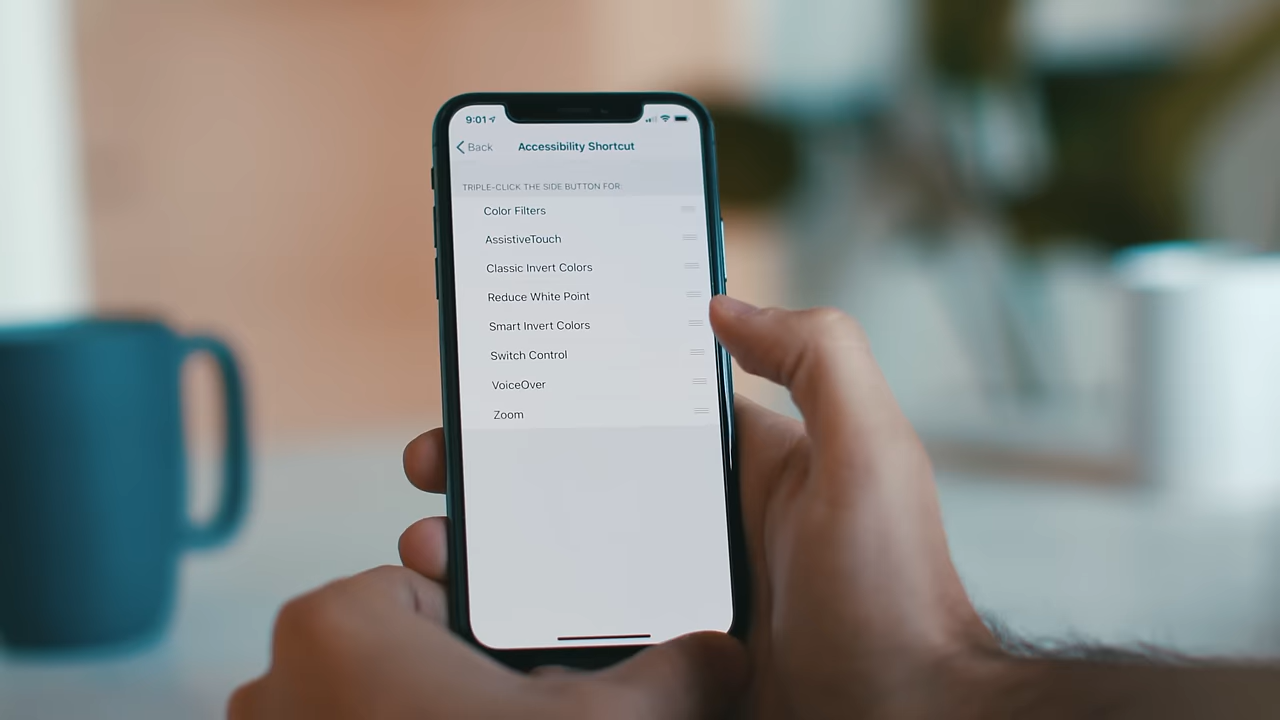 9:01
Back
Accessibility Shortcut
TRIPLE-CLICK THE SIDE BUTTON FOR:
Color Filters
AssistiveTouch
Classic Invert Colors
Reduce White Point
Smart Invert Colors
Switch Control
VoiceOver
Zoom